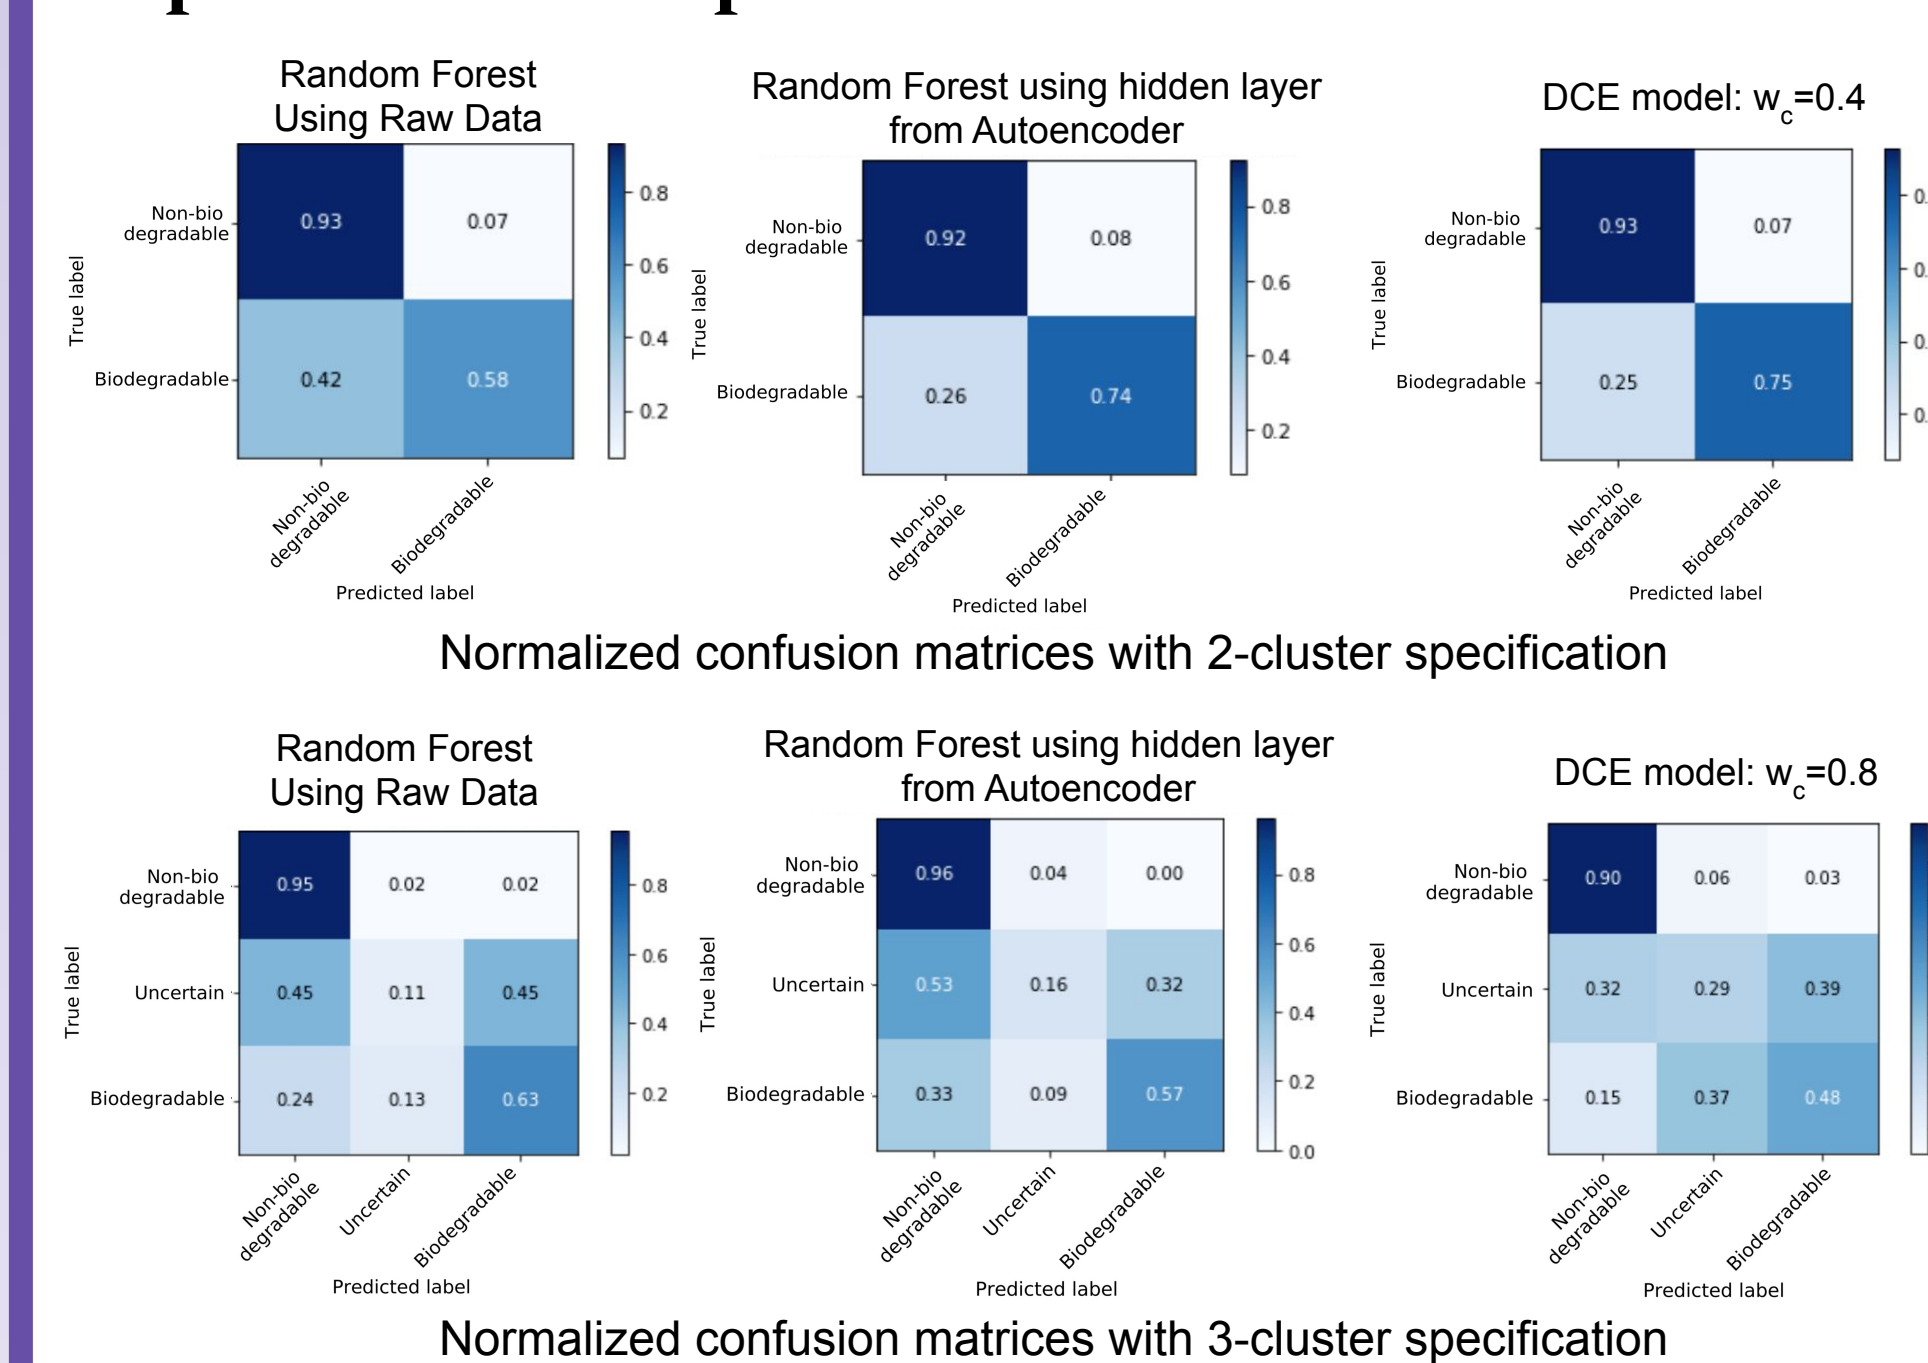 Random Forest
Using Raw Data
Non-bio
degradable
Biodegradable
True label
0.93 0.07
0.42 0.58
0.8
0.6
0.4
0.2
Non-bio
degradable
Biodegradable
Predicted label
Random Forest using hidden layer
from Autoencoder
Non-bio
degradable
Biodegradable
True label
0.92 0.08
0.26 0.74
0.8
0.6
0.4
0.2
Non-bio
degradable
Biodegradable
Predicted label
DCE model: wc=0.4
Non-bio
degradable
Biodegradable
True label
0.93 0.07
0.25 0.75
Non-bio
degradable
Biodegradable
Predicted label
Normalized confusion matrices with 2-cluster specification
Random Forest
Using Raw Data
Non-bio
degradable
Uncertain
Biodegradable
True label
0.95 0.02 0.02
0.45 0.11 0.45
0.24 0.13 0.63
0.8
0.6
0.4
0.2
Non-bio
degradable
Uncertain
Biodegradable
Predicted label
Random Forest using hidden layer
from Autoencoder
Non-bio
degradable
Uncertain
Biodegradable
True label
0.96 0.04 0.00
0.53 0.16 0.32
0.33 0.09 0.57
0.8
0.6
0.4
0.2
0.0
Non-bio
degradable
Uncertain
Biodegradable
Predicted label
DCE model: wc=0.8
Non-bio
degradable
Uncertain
Biodegradable
True label
0.90 0.06 0.03
0.32 0.29 0.39
0.15 0.37 0.48
Non-bio
degradable
Uncertain
Biodegradable
Predicted label
Normalized confusion matrices with 3-cluster specification